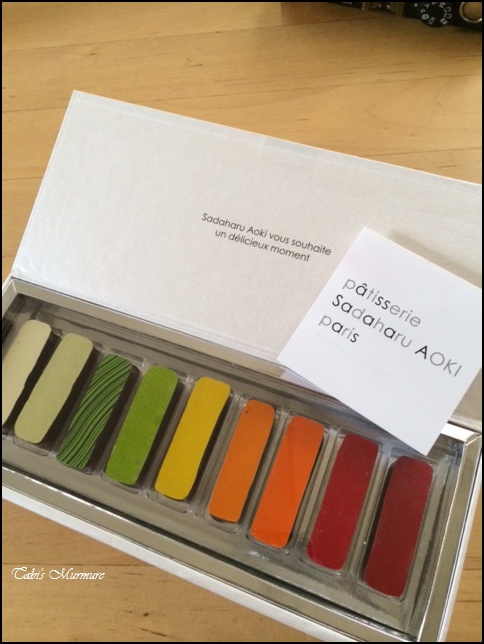 Sadaharu Aoki vous souhaite
un délicieux moment
pâtisserie
Sadaharu AOKI
paris
Tabi's Murmure